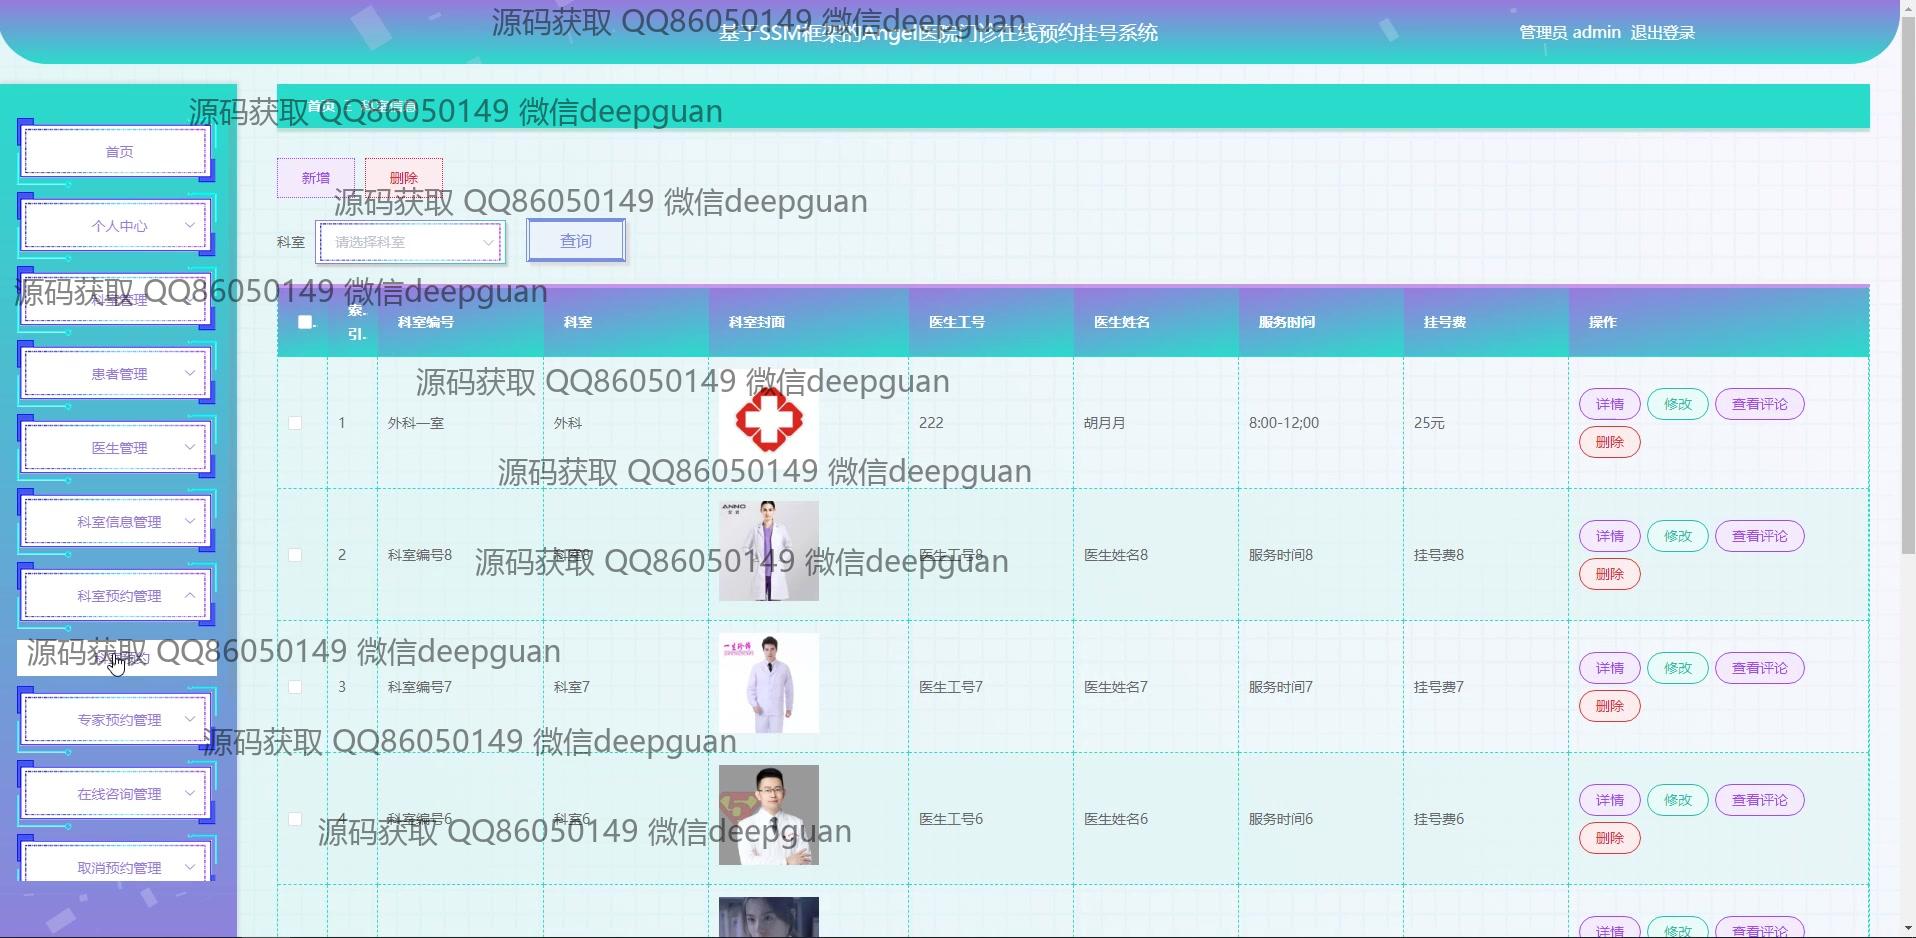 源码获取 QQ86050149 微信deepguan
基于SSM框架的Angel医院门诊在线预约挂号系统
管理员 admin 退出登录
源码获取 QQ86050149 微信deepguan
首页
首页
新增 删除
源码获取 QQ86050149 微信deepguan
个人中心
科室 请选择科室 查询
源码获取 QQ86050149 微信deepguan
科室管理
索.
引.
科室编号 科室 科室封面 医生工号 医生姓名 服务时间 挂号费 操作
患者管理
源码获取 QQ86050149 微信deepguan
1 外科一室 外科 222 胡月月 8:00-12;00 25元 详情 修改 查看评论
删除
医生管理
源码获取 QQ86050149 微信deepguan
科室信息管理
ANNO
2 科室编号8 科室8 医生工号8 医生姓名8 服务时间8 挂号费8 详情 修改 查看评论
删除
源码获取 QQ86050149 微信deepguan
科室预约管理
源码获取 QQ86050149 微信deepguan
科室预约
3 科室编号7 科室7 医生工号7 医生姓名7 服务时间7 挂号费7 详情 修改 查看评论
删除
专家预约管理
源码获取 QQ86050149 微信deepguan
在线咨询管理
4 科室编号6 科室6 医生工号6 医生姓名6 服务时间6 挂号费6 详情 修改 查看评论
删除
源码获取 QQ86050149 微信deepguan
取消预约管理
详情 修改 查看评论